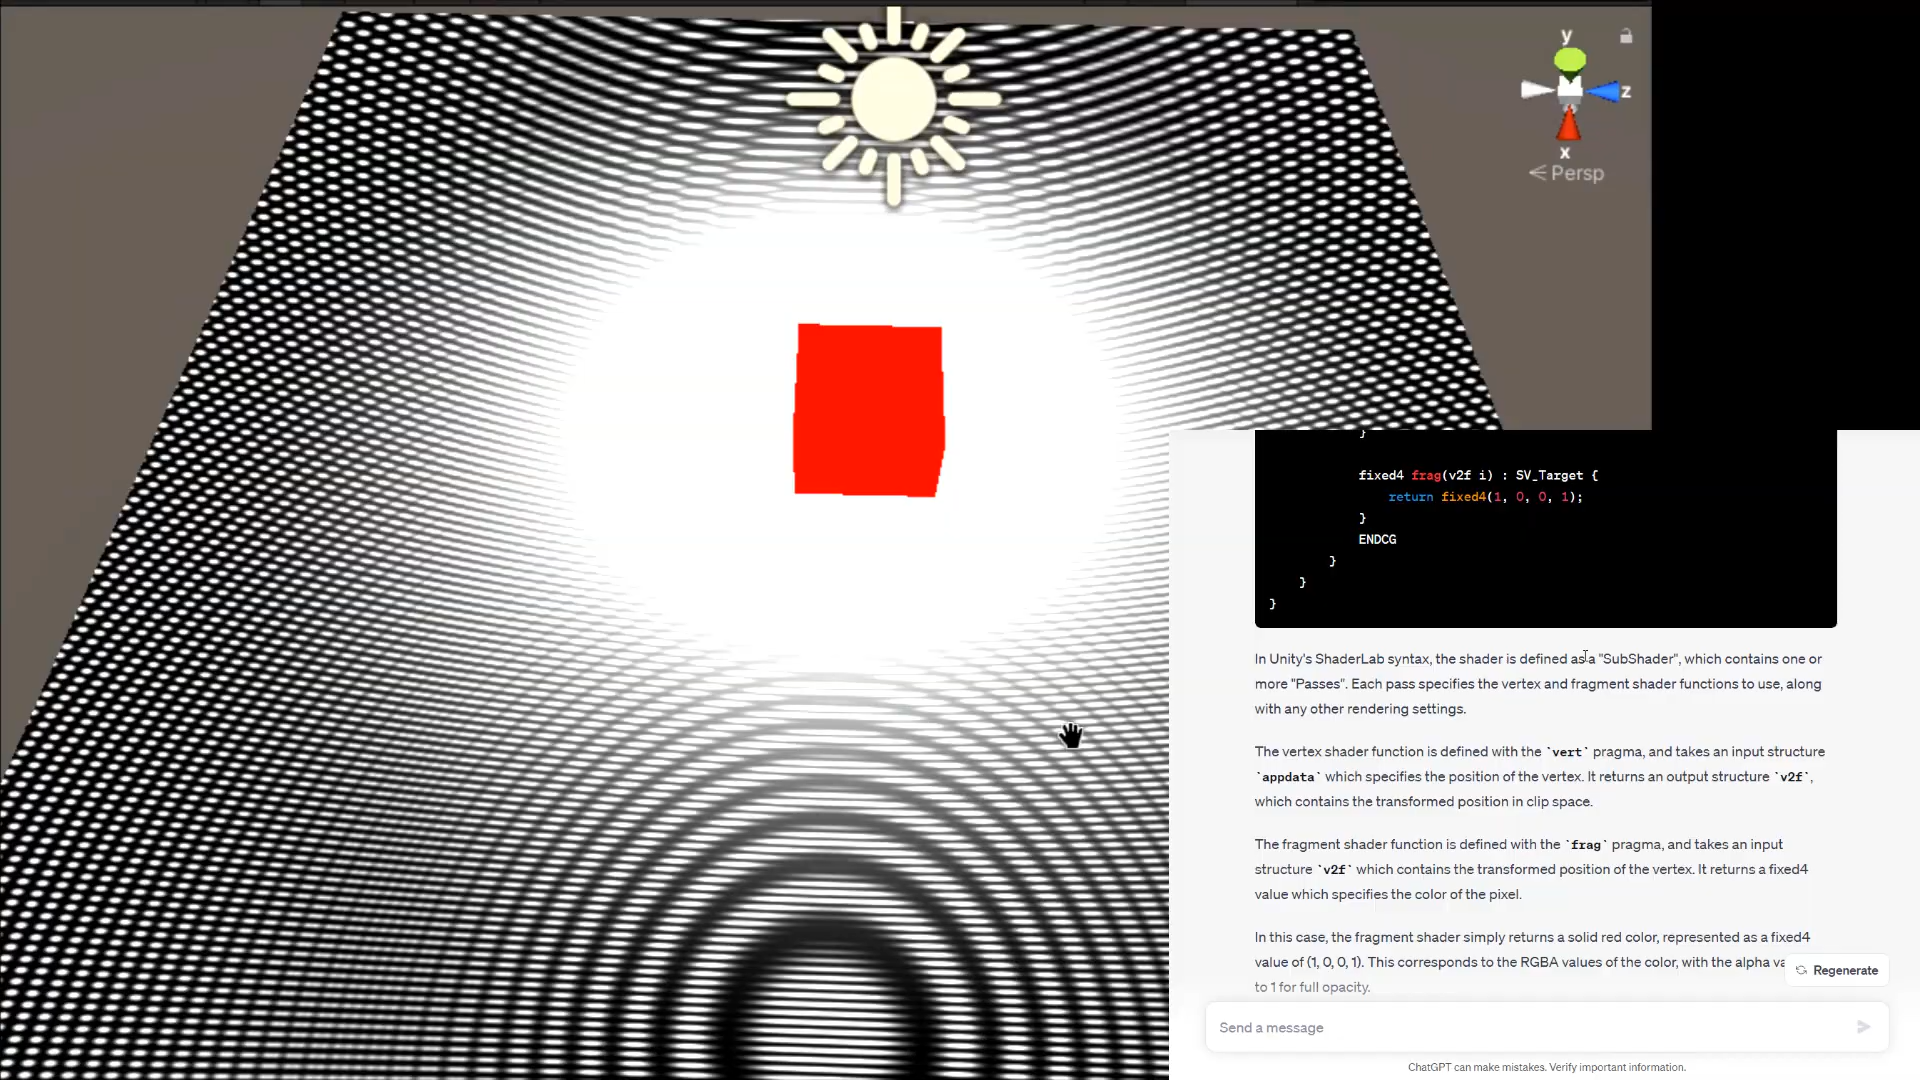 y
z
x
< Persp
}
fixed4 frag(v2f i) : SV_Target {
return fixed4(1, 0, 0, 1);
}
ENDCG
}
}
}
In Unity's ShaderLab syntax, the shader is defined as a "SubShader", which contains one or
more "Passes". Each pass specifies the vertex and fragment shader functions to use, along
with any other rendering settings.
The vertex shader function is defined with the `vert` pragma, and takes an input structure
`appdata` which specifies the position of the vertex. It returns an output structure `v2f`,
which contains the transformed position in clip space.
The fragment shader function is defined with the `frag` pragma, and takes an input
structure `v2f` which contains the transformed position of the vertex. It returns a fixed4
value which specifies the color of the pixel.
In this case, the fragment shader simply returns a solid red color, represented as a fixed4
value of (1, 0, 0, 1). This corresponds to the RGBA values of the color, with the alpha va
Regenerate
to 1 for full opacity.
Send a message
ChatGPT can make mistakes. Verify important information.